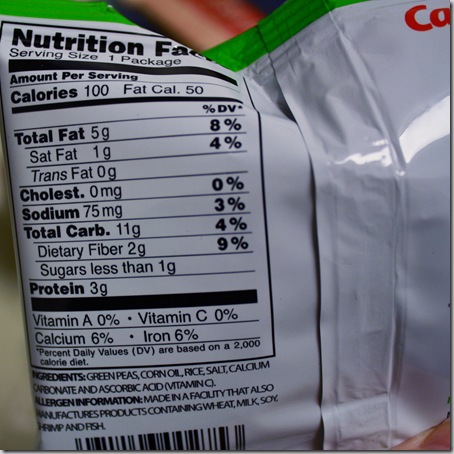 Nutrition Fac
Serving Size 1 Package
Amount Per Serving
Calories 100 Fat Cal. 50
%DV*
Total Fat 5g 8%
Sat Fat 1g 4%
Trans Fat 0g
Cholest. 0mg 0%
Sodium 75mg 3%
Total Carb. 11g 4%
Dietary Fiber 2g 9%
Sugars less than 1g
Protein 3g
Vitamin A 0% • Vitamin C 0%
Calcium 6% • Iron 6%
*Percent Daily Values (DV) are based on a 2,000
calorie diet.
INGREDIENTS: GREEN PEAS, CORN OIL, RICE, SALT, CALCIUM
CARBONATE AND ASCORBIC ACID (VITAMIN C).
ALLERGEN INFORMATION: MADE IN A FACILITY THAT ALSO
MANUFACTURES PRODUCTS CONTAINING WHEAT, MILK, SOY,
SHRIMP AND FISH.
Co